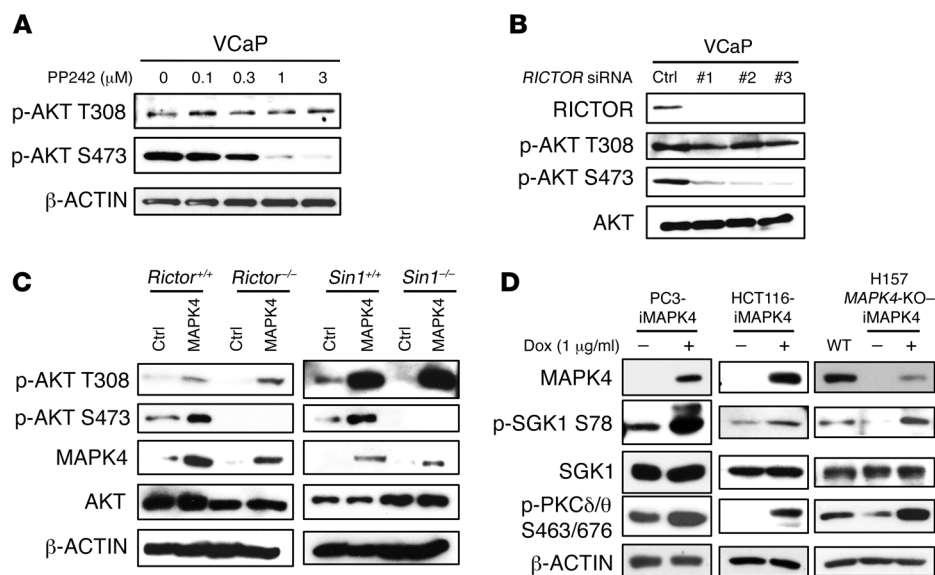 A
VCaP
PP242 (μM) 0 0.1 0.3 1 3
p-AKT T308
p-AKT S473
β-ACTIN
B
VCaP
RICTOR siRNA Ctrl #1 #2 #3
RICTOR
p-AKT T308
p-AKT S473
AKT
C
Rictor+/+ Rictor–/– Sin1+/+ Sin1–/–
Ctrl MAPK4 Ctrl MAPK4 Ctrl MAPK4 Ctrl MAPK4
p-AKT T308
p-AKT S473
MAPK4
AKT
β-ACTIN
D
PC3-
iMAPK4
HCT116-
iMAPK4
H157
MAPK4-KO–
iMAPK4
Dox (1 μg/ml) – + – + WT – +
MAPK4
p-SGK1 S78
SGK1
p-PKCδ/θ
S463/676
β-ACTIN